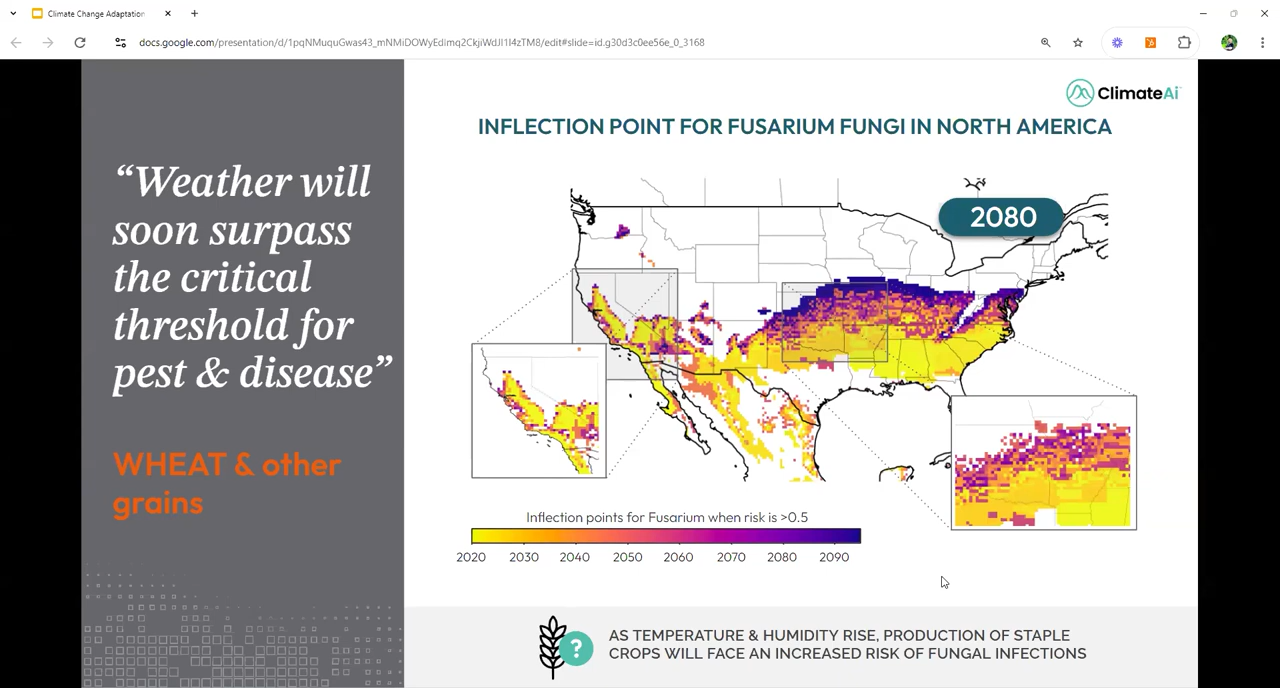 Climate Change Adaptation
docs.google.com/presentation/d/1pqNMuquGwas43_mNMiDOWyEdImq2CkjiWdJI1I4zTM8/edit#slide=id.g30d3c0ee56e_0_3168
ClimateAi
INFLECTION POINT FOR FUSARIUM FUNGI IN NORTH AMERICA
“Weather will
soon surpass
the critical
threshold for
pest & disease”
WHEAT & other
grains
2080
Inflection points for Fusarium when risk is >0.5
2020 2030 2040 2050 2060 2070 2080 2090
?
AS TEMPERATURE & HUMIDITY RISE, PRODUCTION OF STAPLE
CROPS WILL FACE AN INCREASED RISK OF FUNGAL INFECTIONS